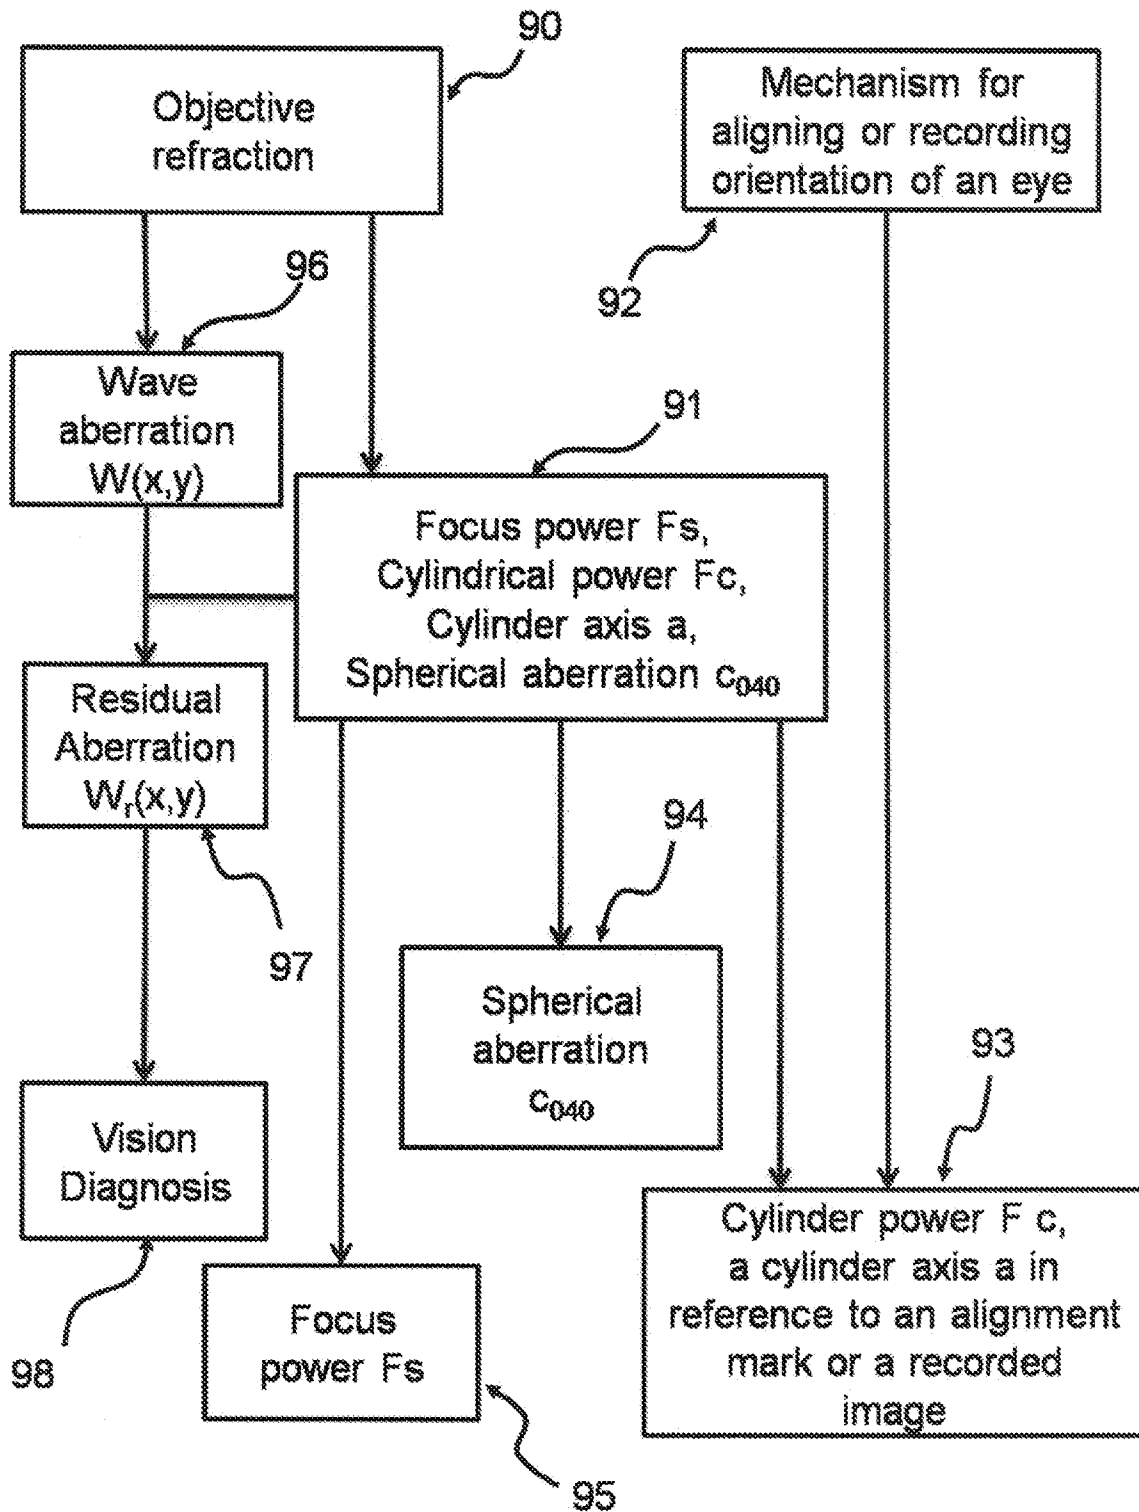 90
Objective
refraction
Mechanism for
aligning or recording
orientation of an eye
92
96
Wave
aberration
W(x,y)
91
Focus power Fs,
Cylindrical power Fc,
Cylinder axis a,
Spherical aberration c₀₄₀
Residual
Aberration
Wᵣ(x,y)
97
94
Spherical
aberration
c₀₄₀
93
Vision
Diagnosis
98
Cylinder power F c,
a cylinder axis a in
reference to an alignment
mark or a recorded
image
Focus
power Fs
95